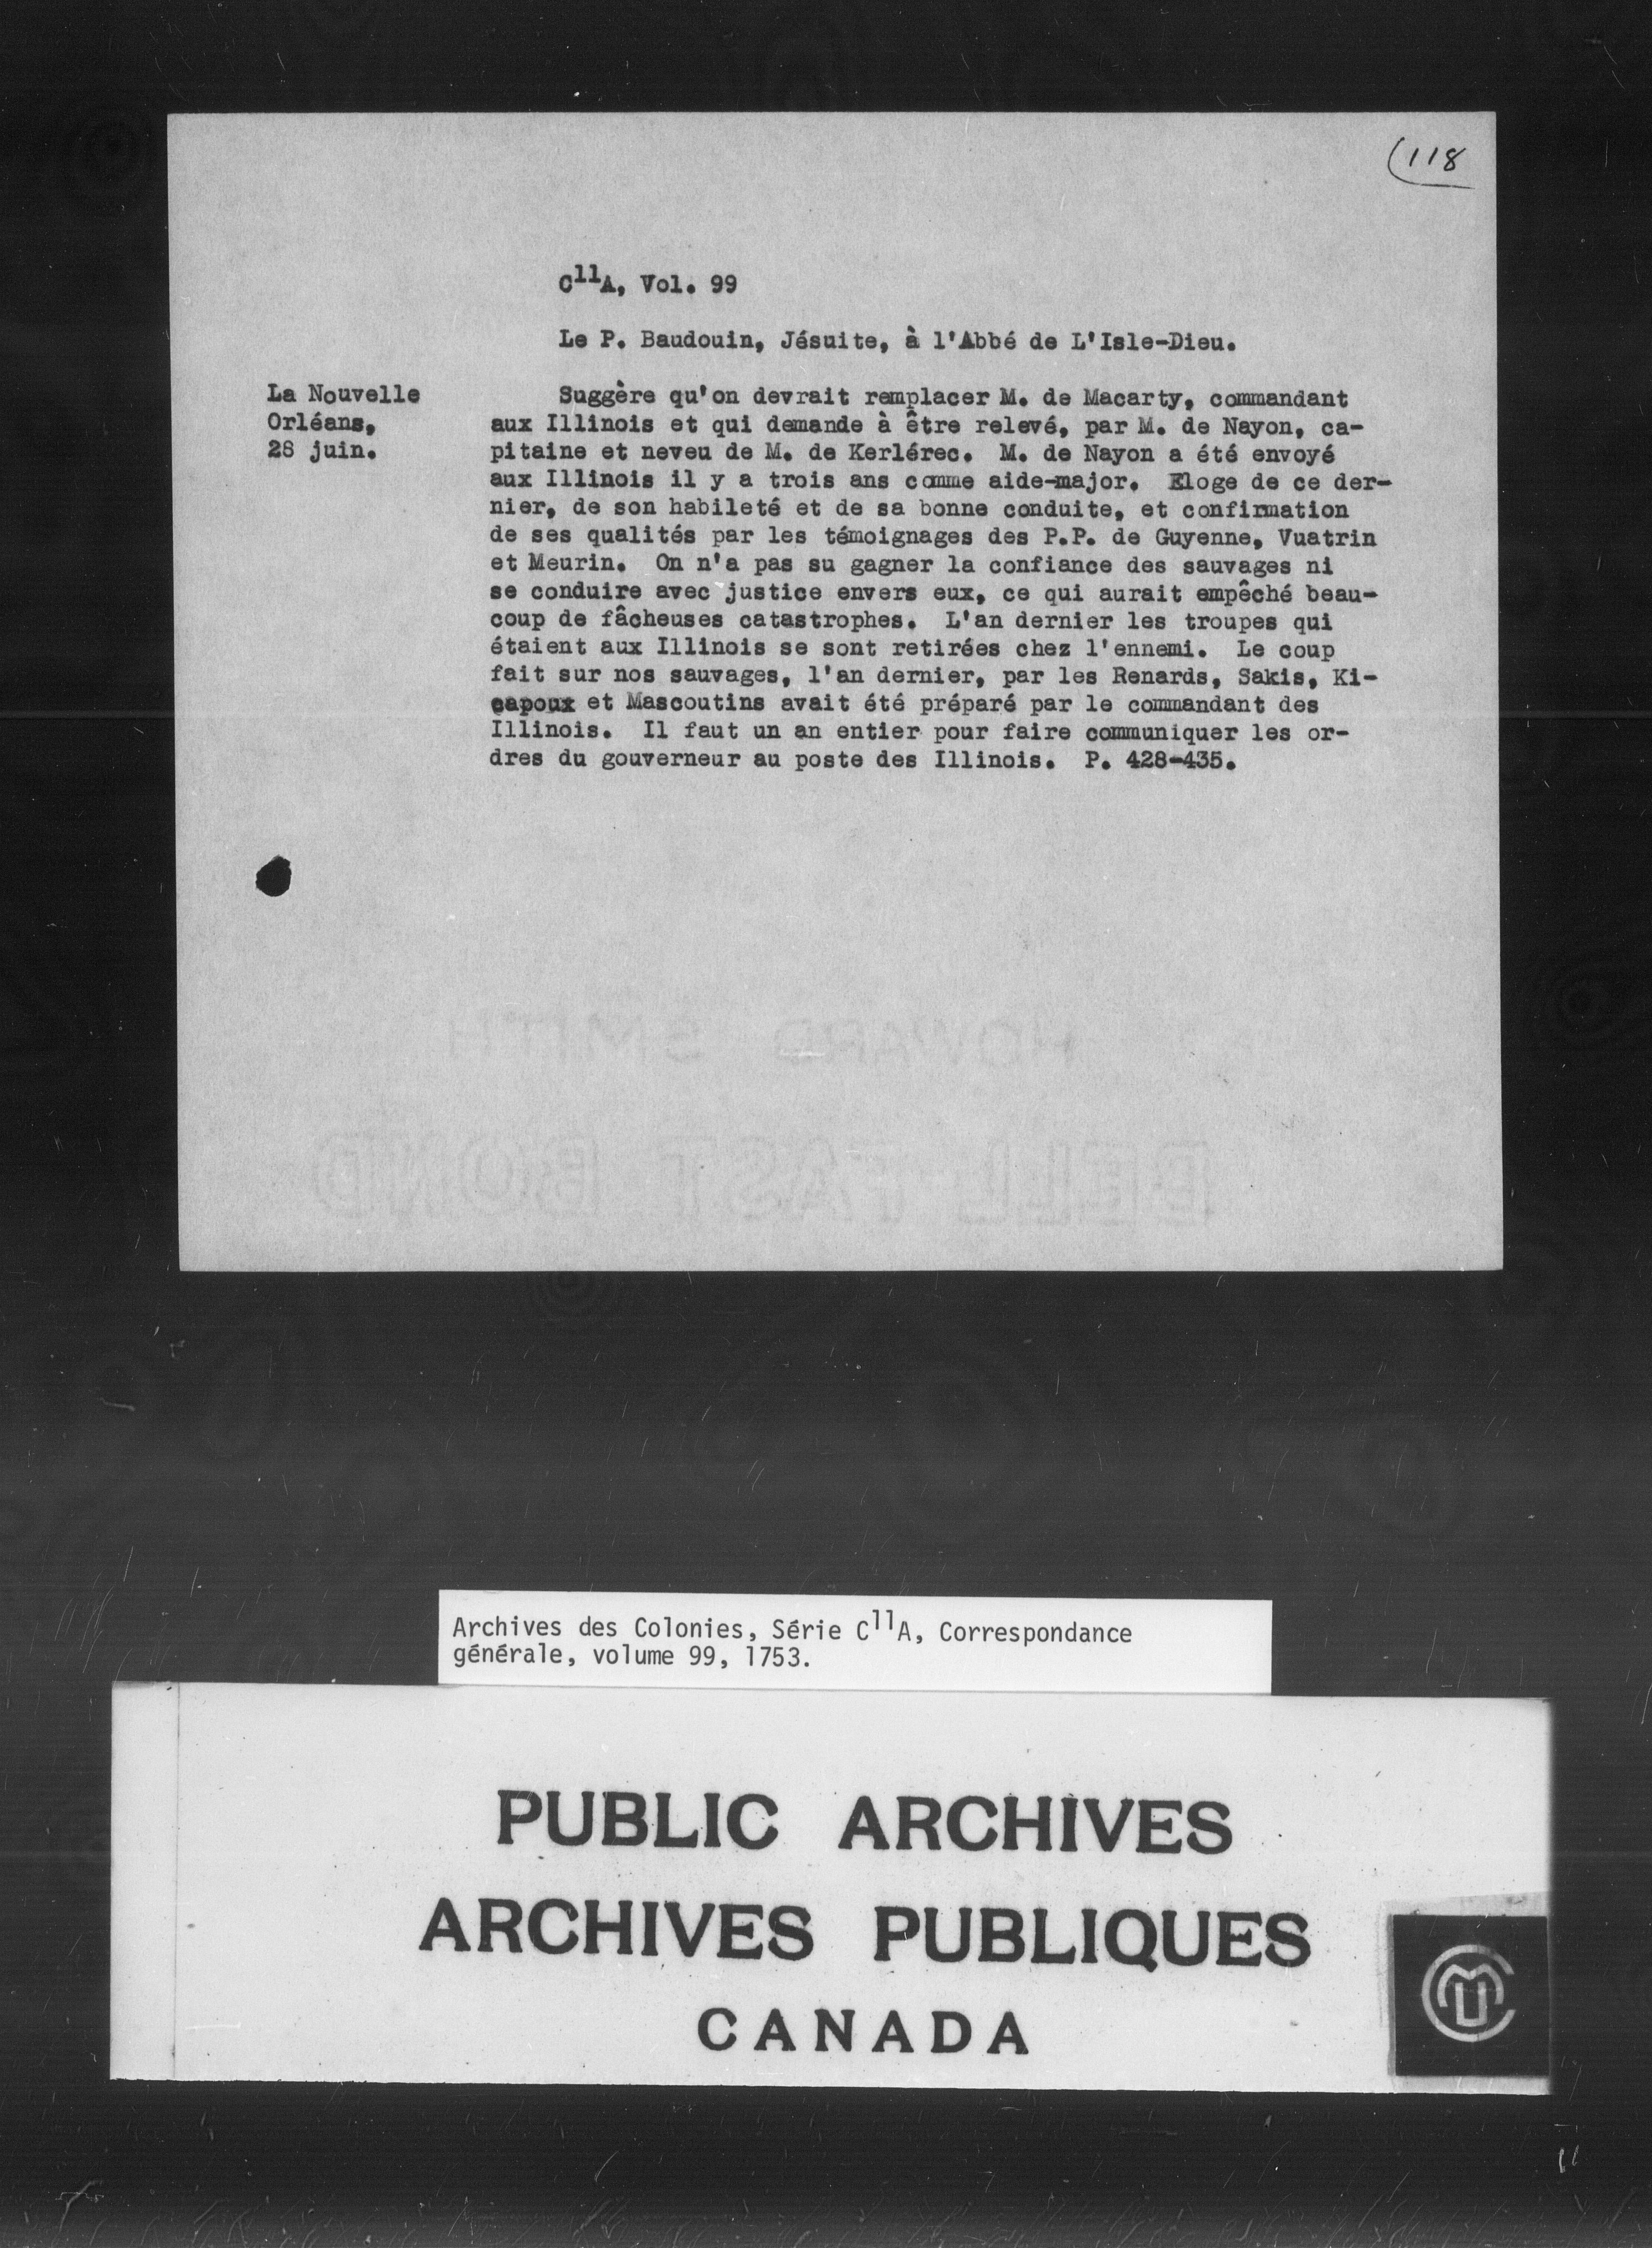 (118
C11A, Vol. 99
Le P. Baudouin, Jésuite, à l'Abbé de L'Isle-Dieu.
La Nouvelle
Orléans,
28 juin.
Suggère qu'on devrait remplacer M. de Macarty, commandant
aux Illinois et qui demande à être relevé, par M. de Nayon, ca-
pitaine et neveu de M. de Kerlérec. M. de Nayon a été envoyé
aux Illinois il y a trois ans comme aide-major. Eloge de ce der-
nier, de son habileté et de sa bonne conduite, et confirmation
de ses qualités par les témoignages des P.P. de Guyenne, Vuatrin
et Meurin. On n'a pas su gagner la confiance des sauvages ni
se conduire avec justice envers eux, ce qui aurait empêché beau-
coup de fâcheuses catastrophes. L'an dernier les troupes qui
étaient aux Illinois se sont retirées chez l'ennemi. Le coup
fait sur nos sauvages, l'an dernier, par les Renards, Sakis, Ki-
capoux et Mascoutins avait été préparé par le commandant des
Illinois. Il faut un an entier pour faire communiquer les or-
dres du gouverneur au poste des Illinois. P. 428-435.
HOWARD SMITH
BELL-FAST BOND
Archives des Colonies, Série C11A, Correspondance
générale, volume 99, 1753.
PUBLIC ARCHIVES
ARCHIVES PUBLIQUES
CANADA